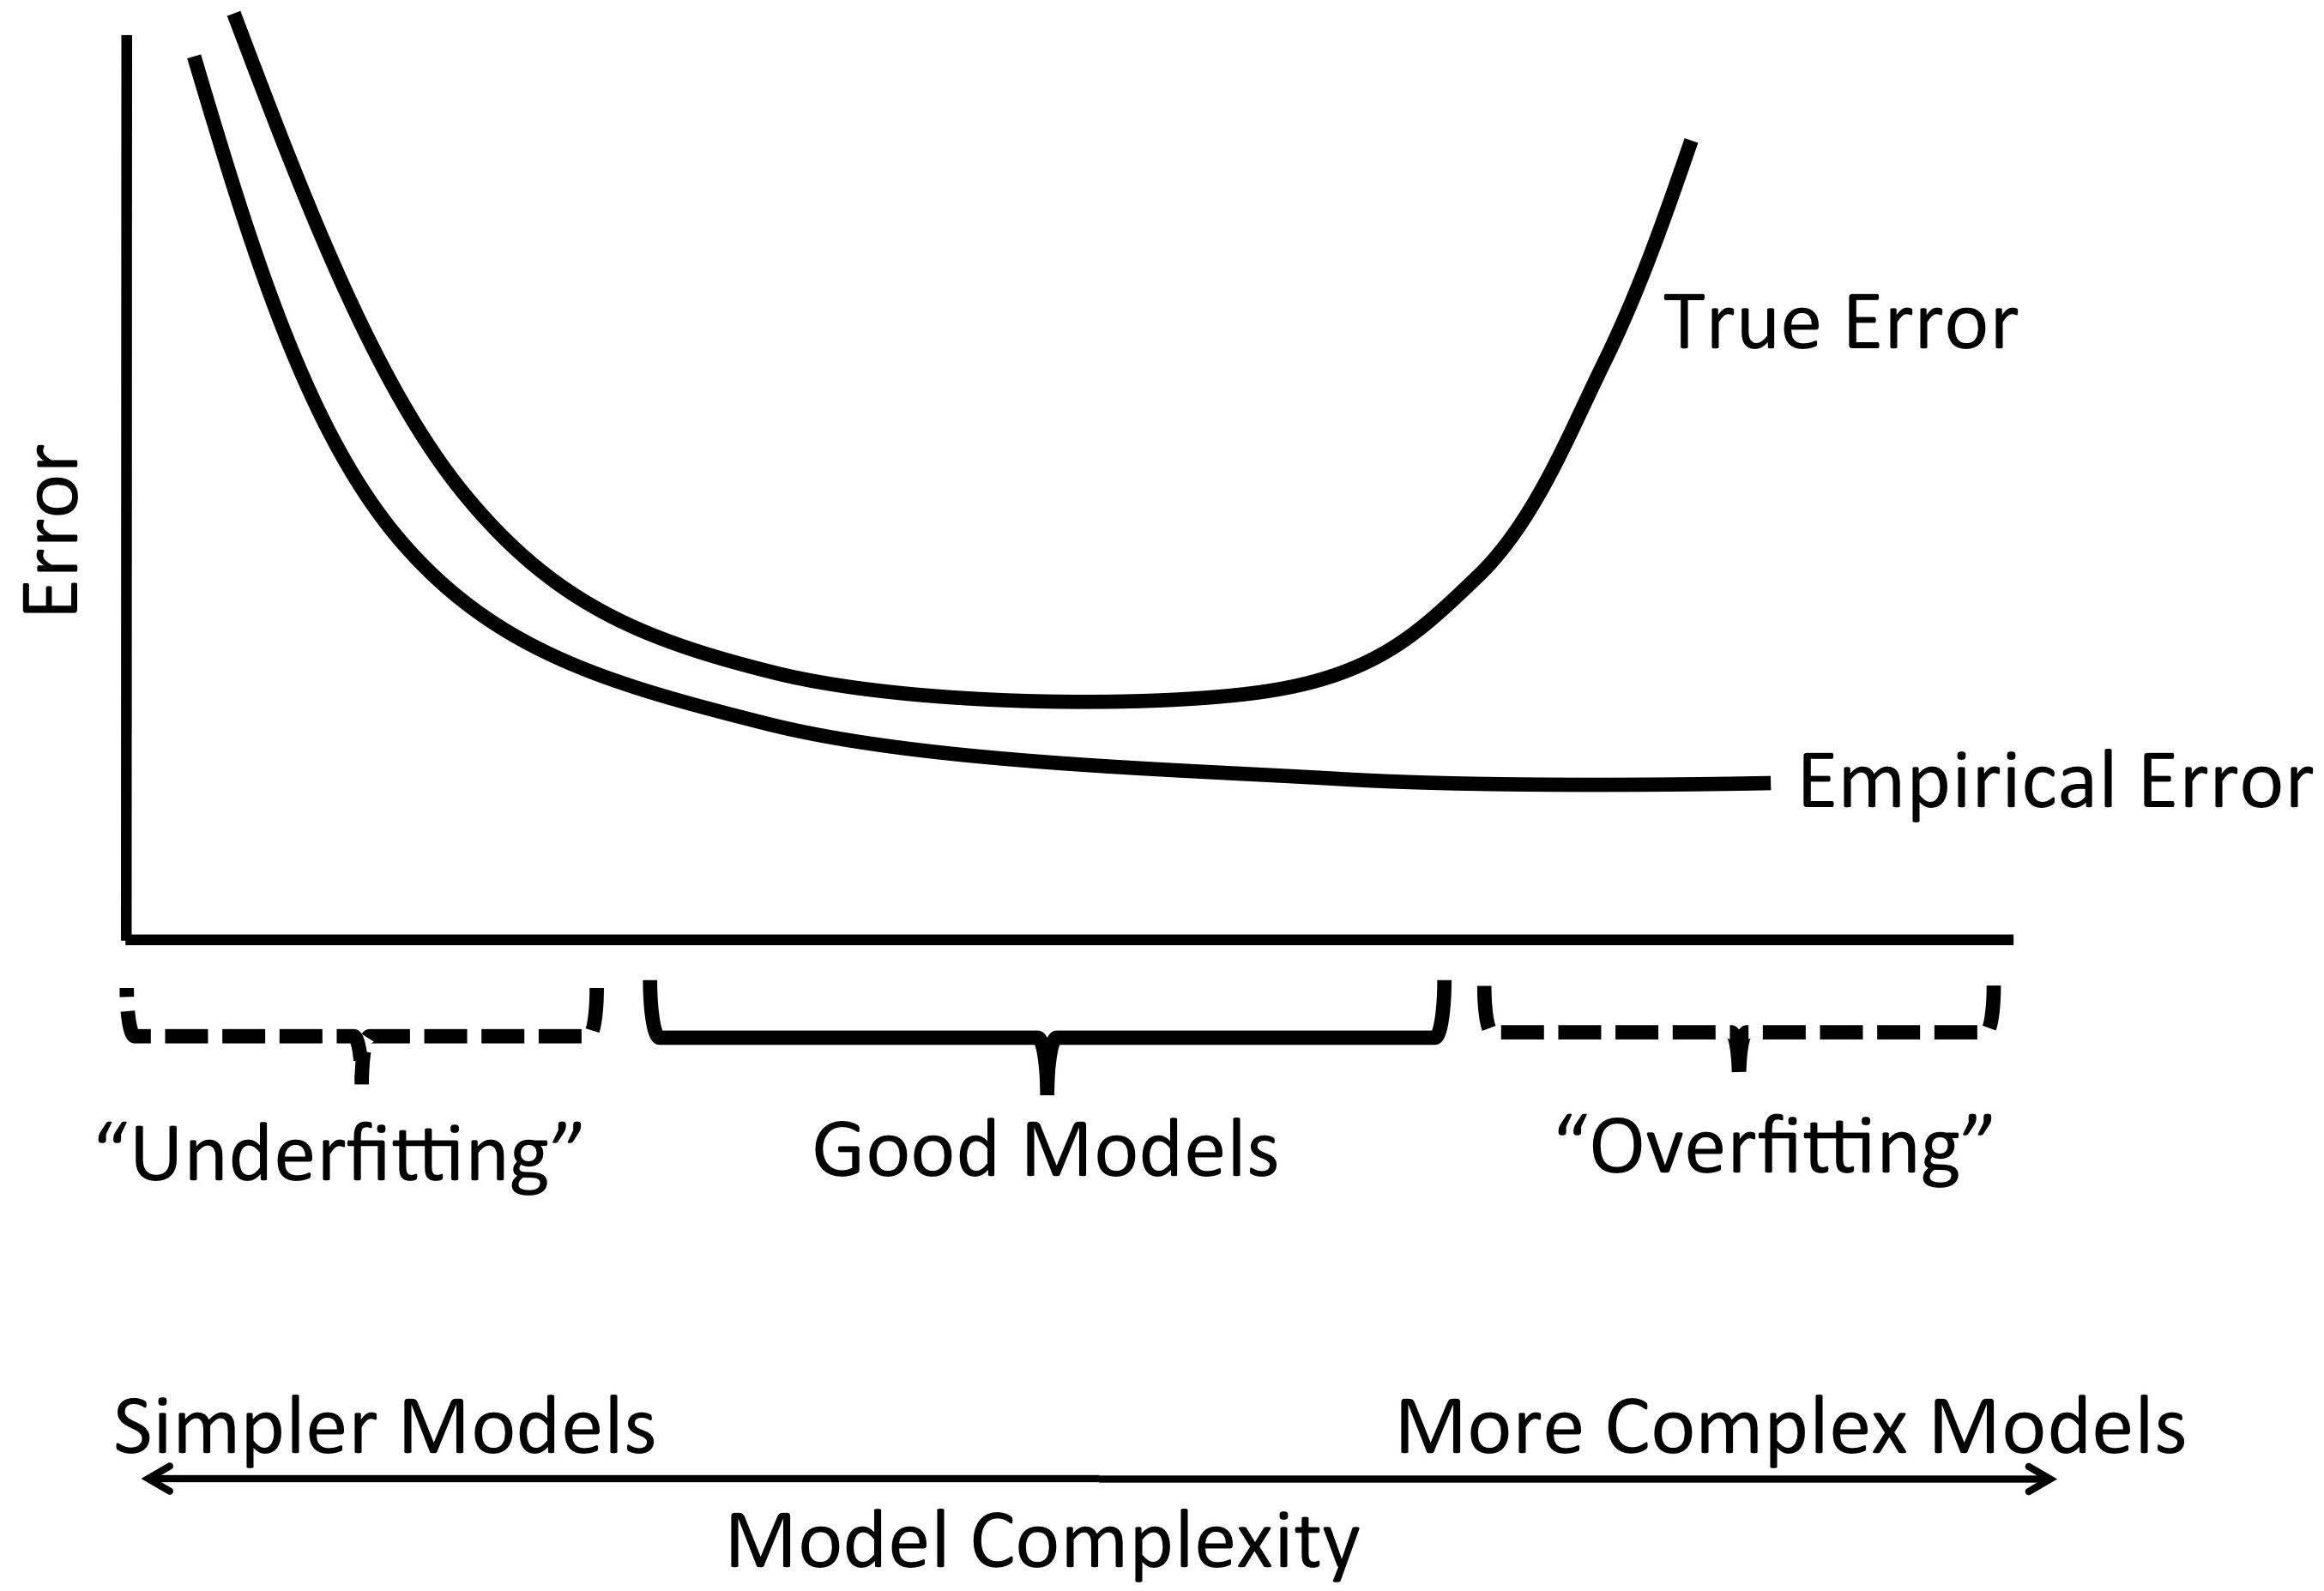 Error
True Error
Empirical Error
“Underfitting”
Good Models
“Overfitting”
Simpler Models
More Complex Models
Model Complexity